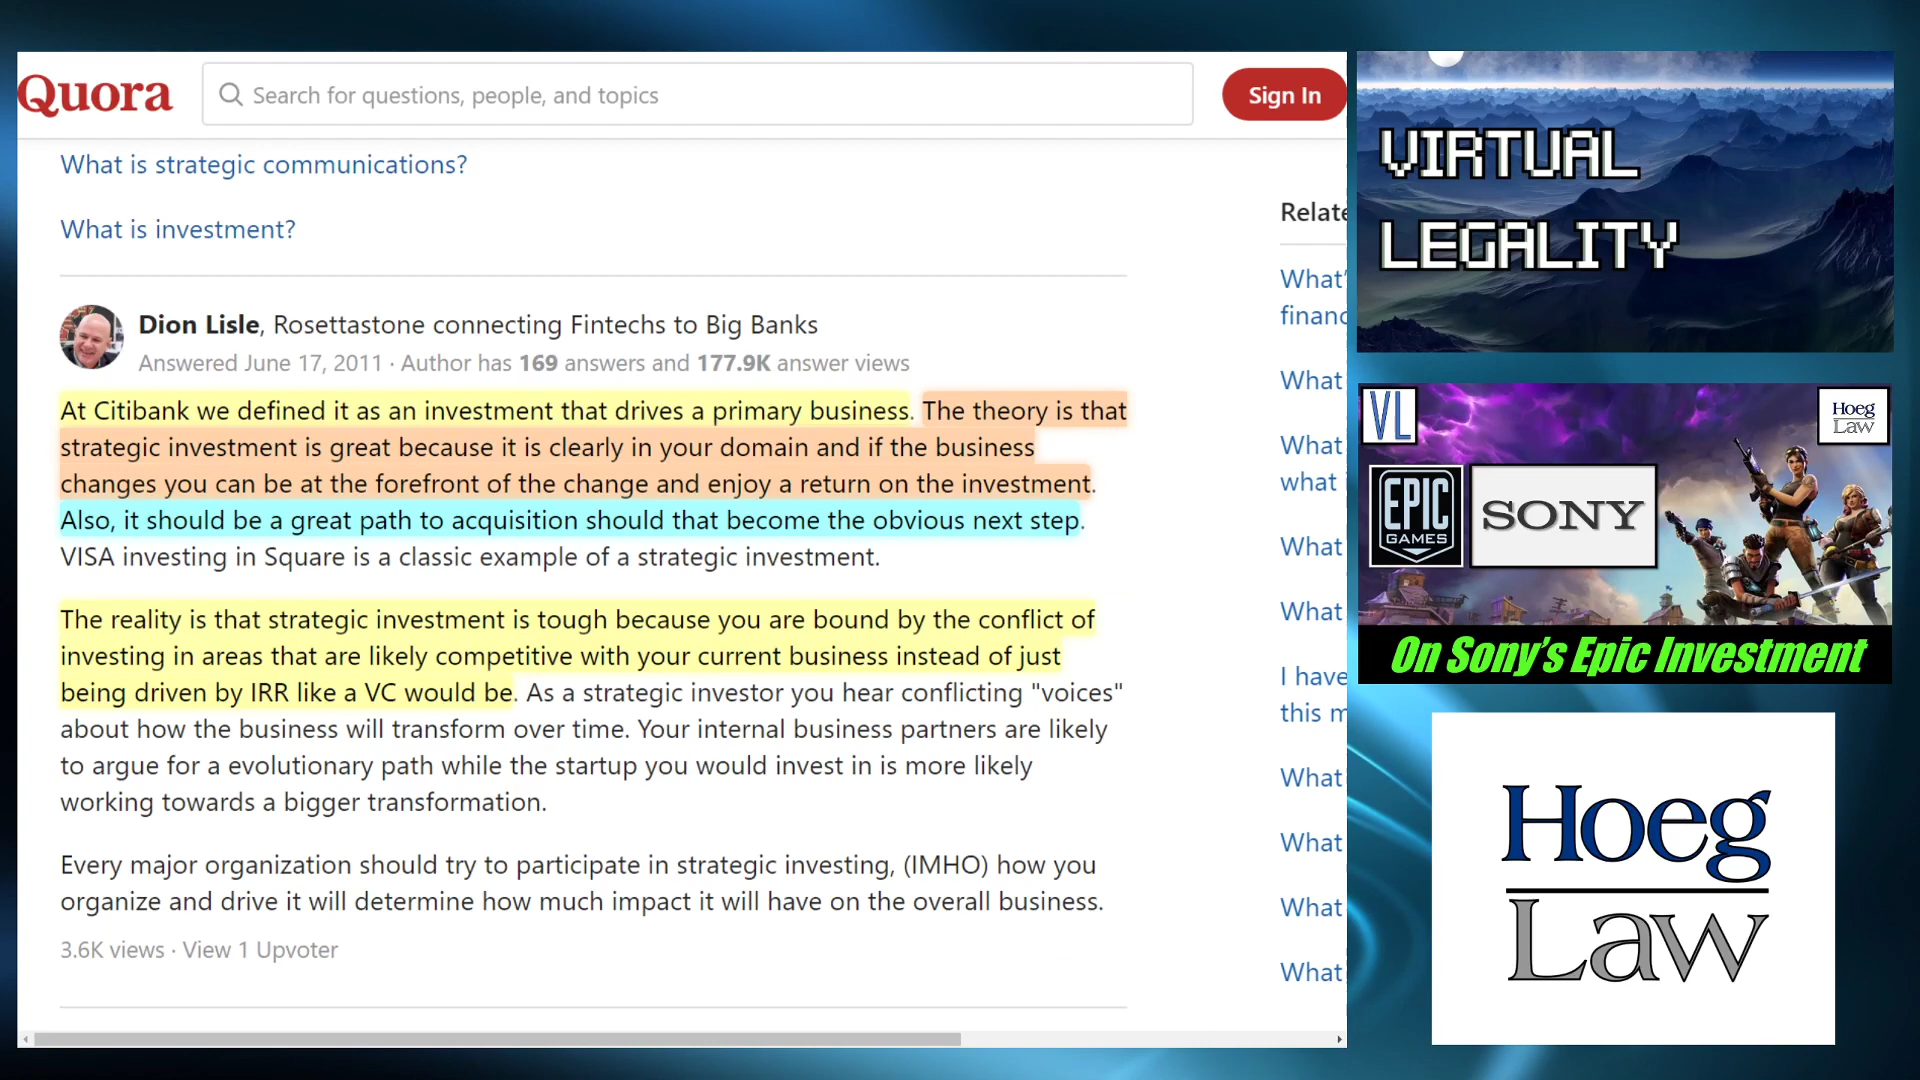 Quora
Search for questions, people, and topics
Sign In
What is strategic communications?
What is investment?
Dion Lisle, Rosettastone connecting Fintechs to Big Banks
Answered June 17, 2011 · Author has 169 answers and 177.9K answer views
At Citibank we defined it as an investment that drives a primary business. The theory is that
strategic investment is great because it is clearly in your domain and if the business
changes you can be at the forefront of the change and enjoy a return on the investment.
Also, it should be a great path to acquisition should that become the obvious next step.
VISA investing in Square is a classic example of a strategic investment.
The reality is that strategic investment is tough because you are bound by the conflict of
investing in areas that are likely competitive with your current business instead of just
being driven by IRR like a VC would be. As a strategic investor you hear conflicting "voices"
about how the business will transform over time. Your internal business partners are likely
to argue for a evolutionary path while the startup you would invest in is more likely
working towards a bigger transformation.
Every major organization should try to participate in strategic investing, (IMHO) how you
organize and drive it will determine how much impact it will have on the overall business.
3.6K views · View 1 Upvoter
Relate
What'
financ
What
What
what
What
What
I have
this m
What
What
What
What
VIRTUAL
LEGALITY
VL
Hoeg
Law
EPIC
GAMES
SONY
On Sony's Epic Investment
Hoeg
Law